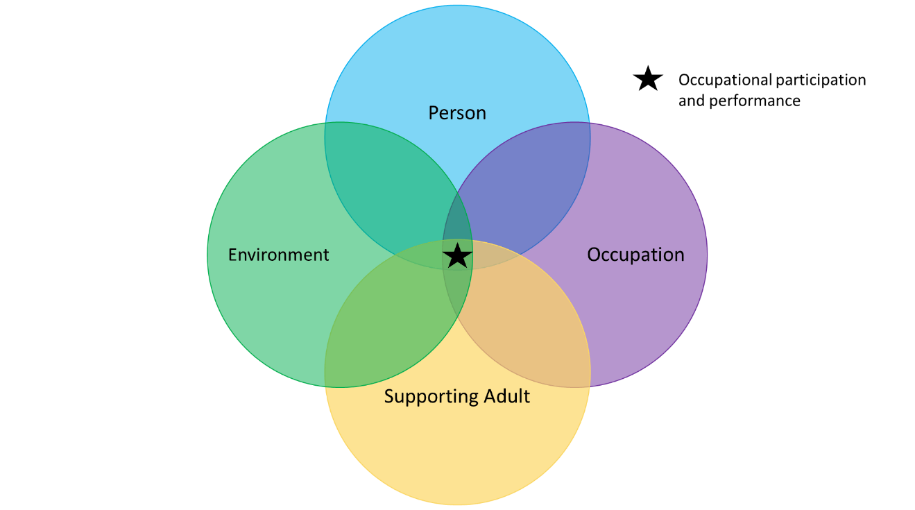 Person
Occupational participation
and performance
Environment
Occupation
Supporting Adult